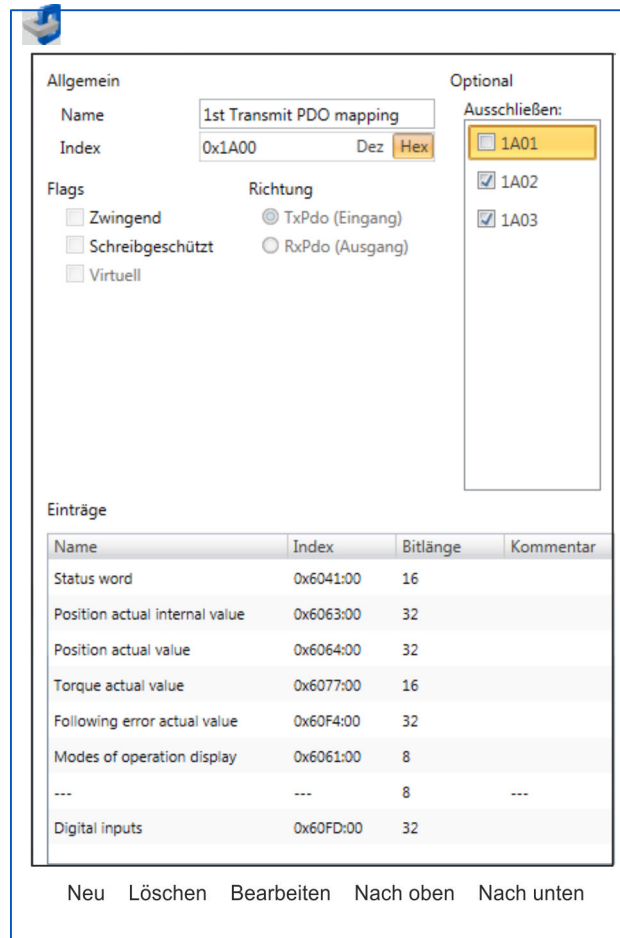 Allgemein
Optional
Name 1st Transmit PDO mapping
Ausschließen:
Index 0x1A00 Dez Hex
1A01
1A02
1A03
Flags
Richtung
Zwingend
TxPdo (Eingang)
Schreibgeschützt
RxPdo (Ausgang)
Virtuell
Einträge
Name Index Bitlänge Kommentar
Status word 0x6041:00 16
Position actual internal value 0x6063:00 32
Position actual value 0x6064:00 32
Torque actual value 0x6077:00 16
Following error actual value 0x60F4:00 32
Modes of operation display 0x6061:00 8
--- --- 8 ---
Digital inputs 0x60FD:00 32
Neu Löschen Bearbeiten Nach oben Nach unten